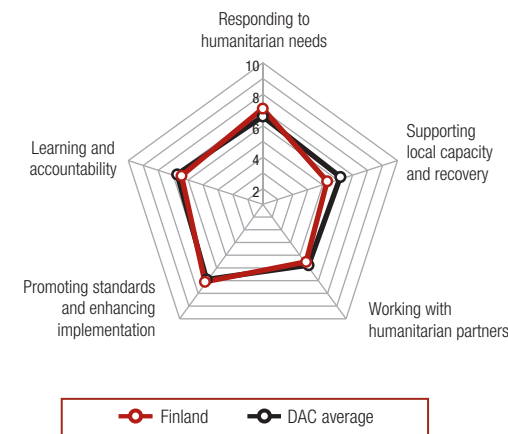 Responding to
humanitarian needs
10
8
6
4
2
Learning and
accountability
Supporting
local capacity
and recovery
Promoting standards
and enhancing
implementation
Working with
humanitarian partners
Finland
DAC average